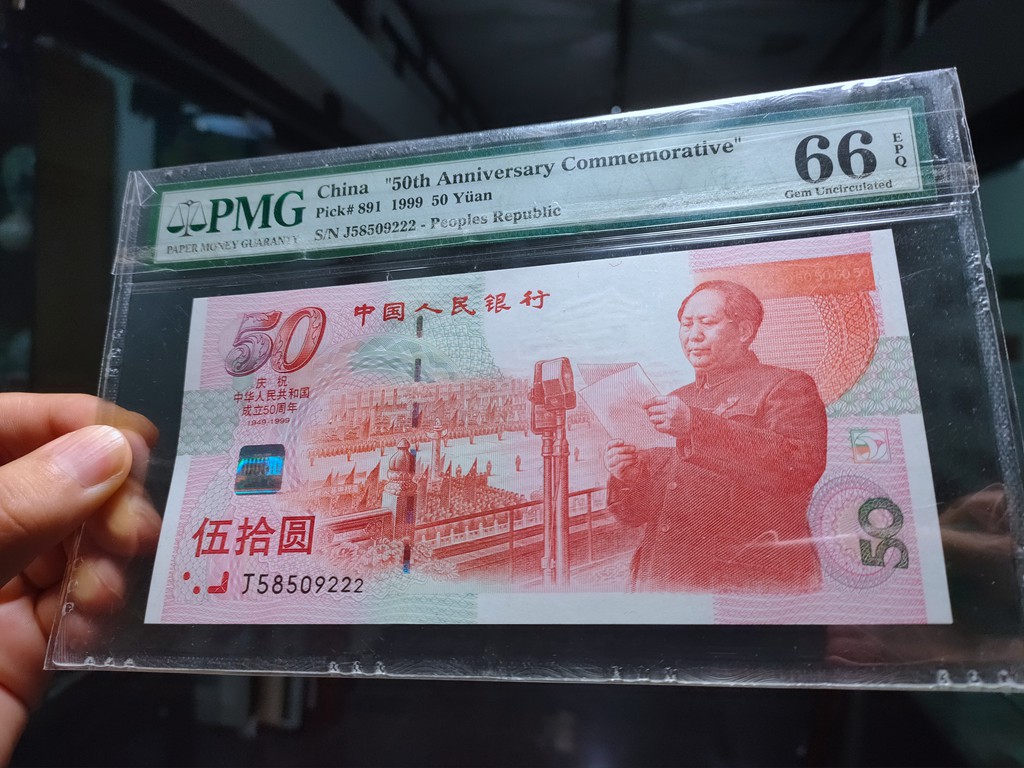 PMG
PAPER MONEY GUARANTY
China "50th Anniversary Commemorative"
Pick# 891 1999 50 Yüan
S/N J58509222 - Peoples Republic
66
EPQ
Gem Uncirculated
50
中国人民银行
庆祝
中华人民共和国
成立50周年
1949-1999
伍拾圆
J58509222
50